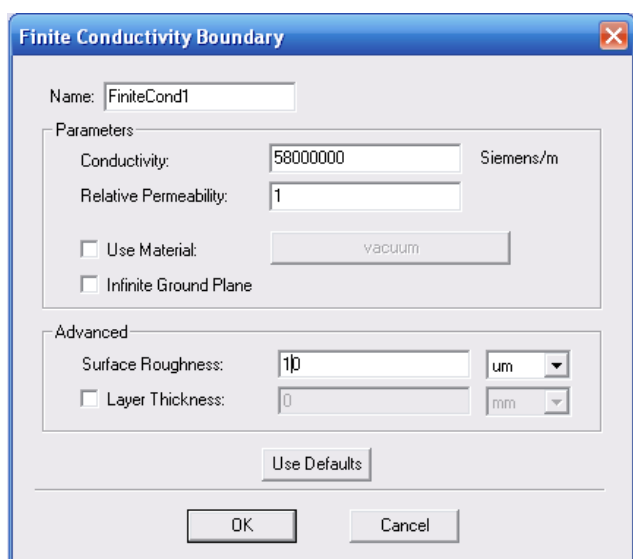 Finite Conductivity Boundary
Name: FiniteCond1
Parameters
Conductivity: 58000000 Siemens/m
Relative Permeability: 1
Use Material: vacuum
Infinite Ground Plane
Advanced
Surface Roughness: 10 um
Layer Thickness: 0 mm
Use Defaults
OK Cancel